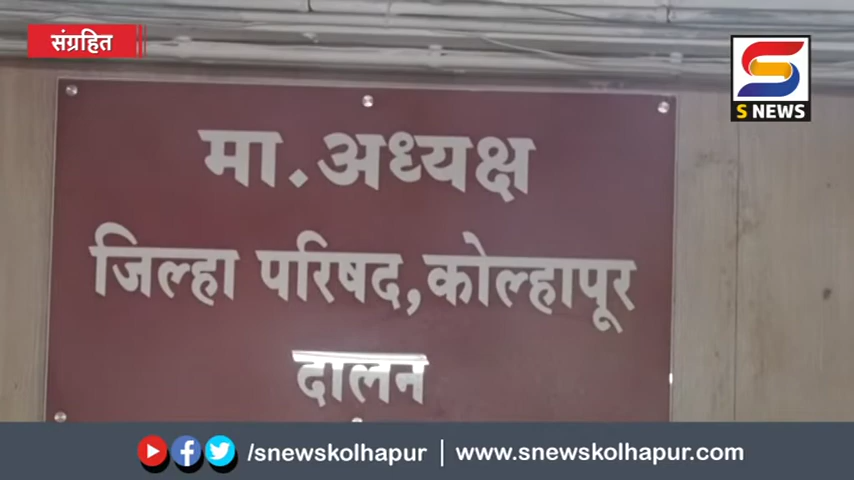 संग्रहित
S NEWS
मा. अध्यक्ष
जिल्हा परिषद, कोल्हापूर
दालन
/snewskolhapur | www.snewskolhapur.com